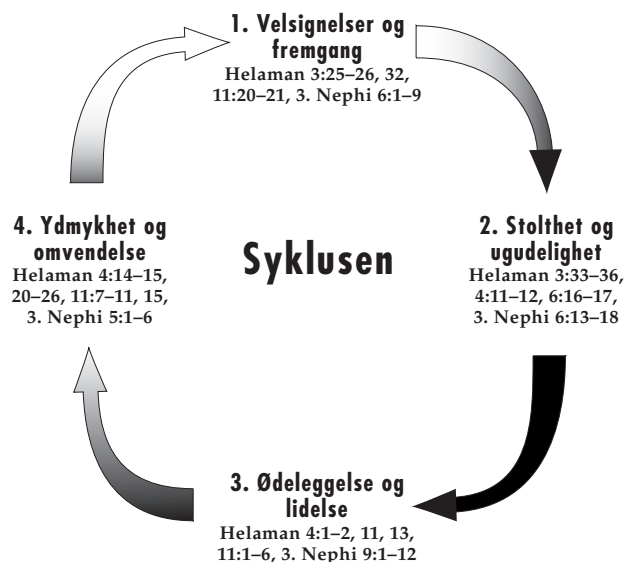 1. Velsignelser og
fremgang
Helaman 3:25–26, 32,
11:20–21, 3. Nephi 6:1–9
2. Stolthet og
ugudelighet
Helaman 3:33–36,
4:11–12, 6:16–17,
3. Nephi 6:13–18
3. Ødeleggelse og
lidelse
Helaman 4:1–2, 11, 13,
11:1–6, 3. Nephi 9:1–12
4. Ydmykhet og
omvendelse
Helaman 4:14–15,
20–26, 11:7–11, 15,
3. Nephi 5:1–6
Syklusen